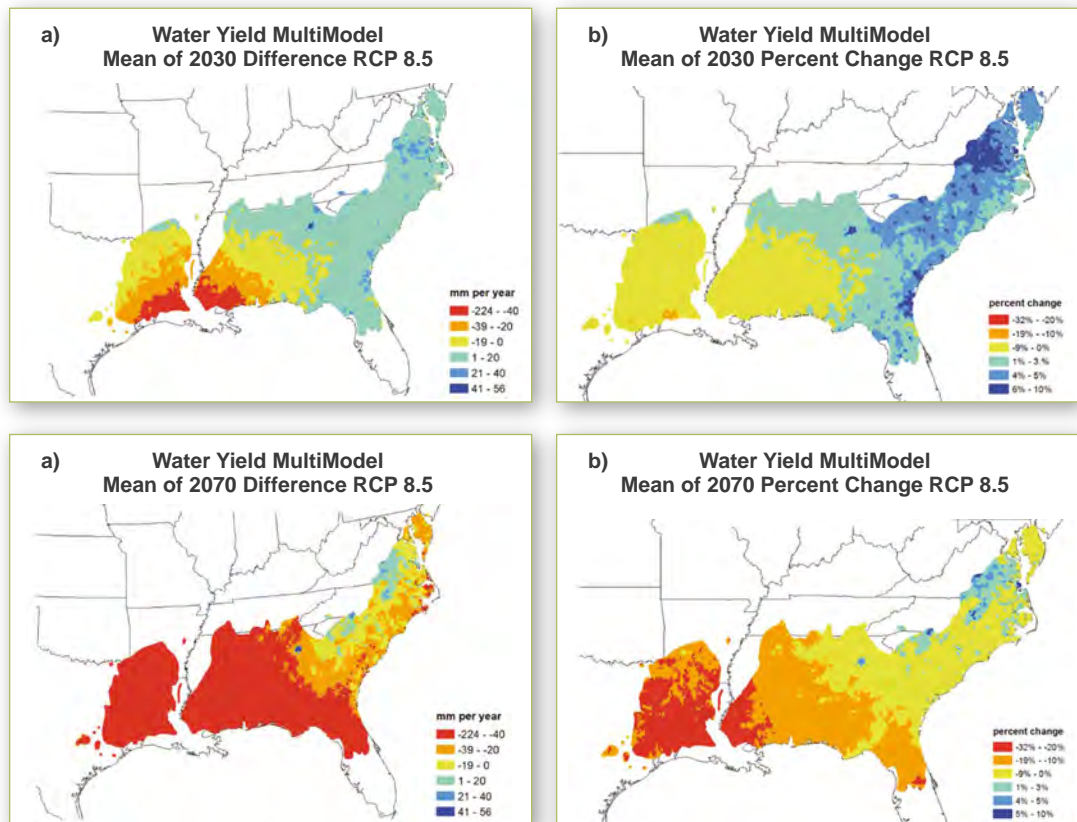 a) Water Yield MultiModel
Mean of 2030 Difference RCP 8.5
mm per year
-224 - -40
-39 - -20
-19 - 0
1 - 20
21 - 40
41 - 56
b) Water Yield MultiModel
Mean of 2030 Percent Change RCP 8.5
percent change
-32% - -20%
-19% - -10%
-9% - 0%
1% - 3.%
4% - 5%
6% - 10%
a) Water Yield MultiModel
Mean of 2070 Difference RCP 8.5
mm per year
-224 - -40
-39 - -20
-19 - 0
1 - 20
21 - 40
41 - 56
b) Water Yield MultiModel
Mean of 2070 Percent Change RCP 8.5
percent change
-32% - -20%
-19% - -10%
-9% - 0%
1% - 3%
4% - 5%
5% - 10%